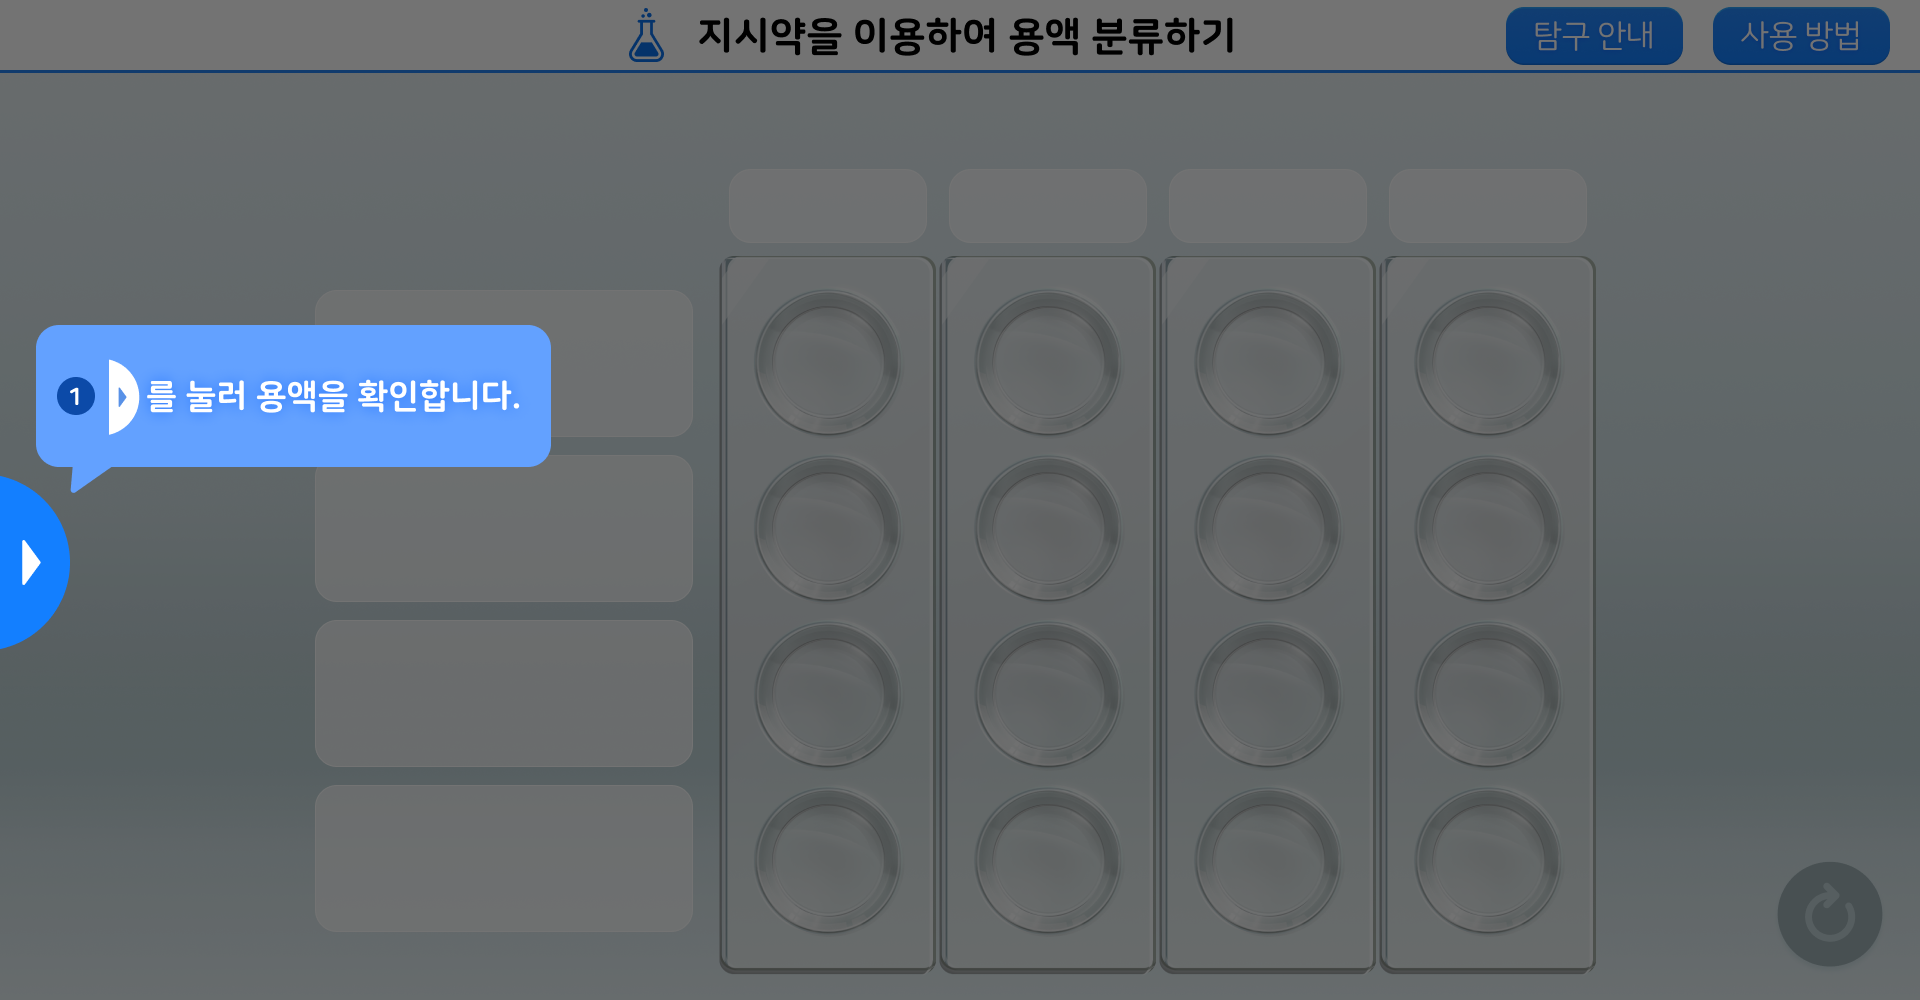 지시약을 이용하여 용액 분류하기
탐구 안내
사용 방법
1 를 눌러 용액을 확인합니다.